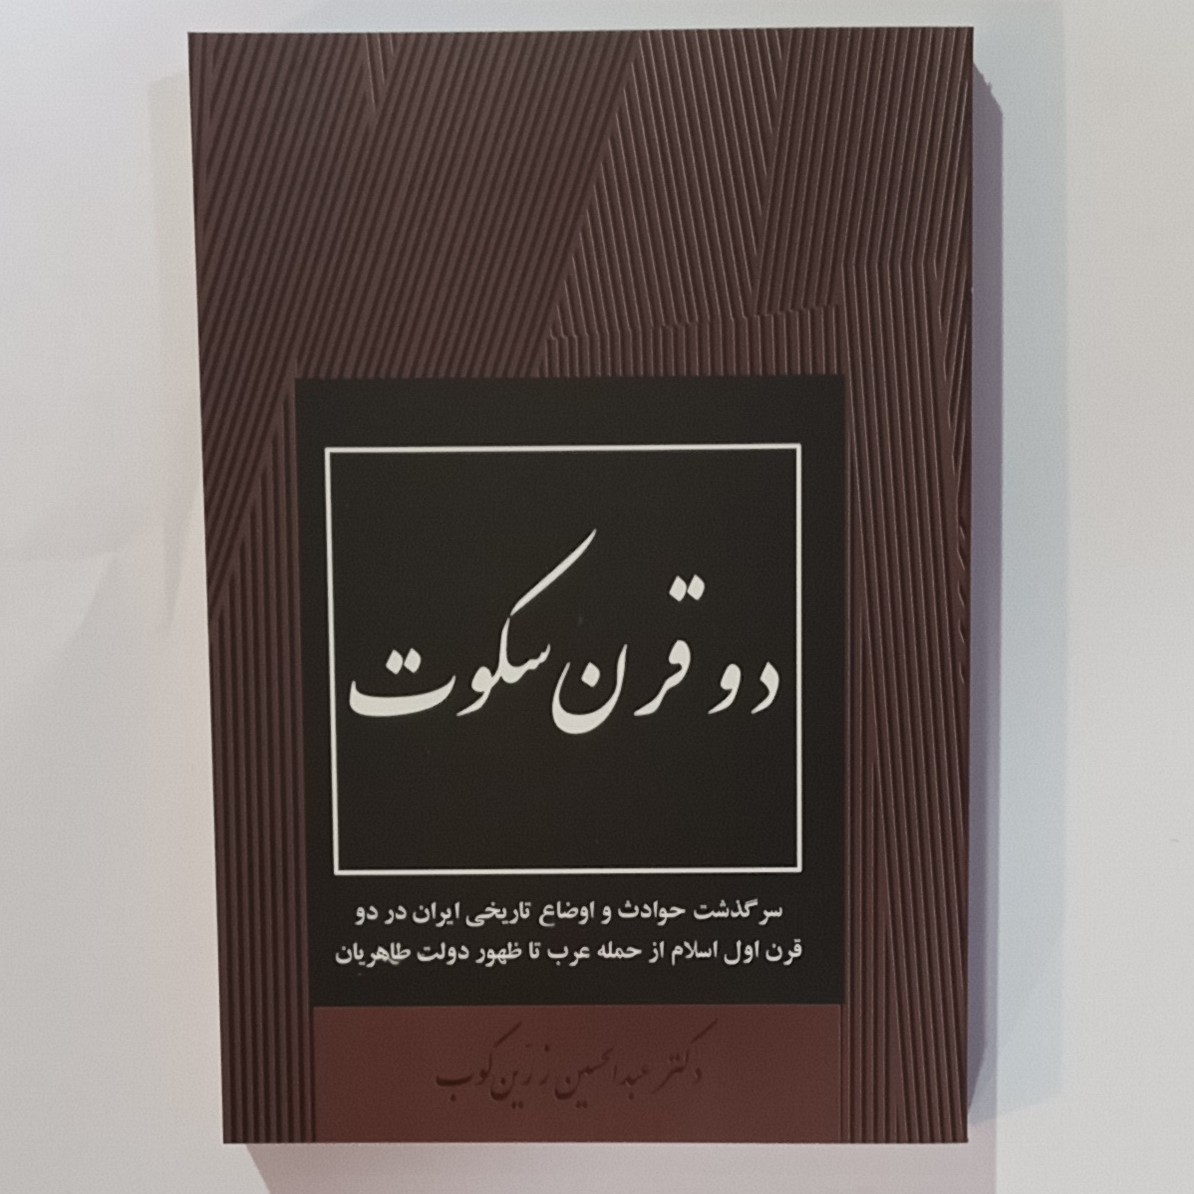 دو قرن سکوت
سرگذشت حوادث و اوضاع تاریخی ایران در دو
قرن اول اسلام از حمله عرب تا ظهور دولت طاهریان
دکتر عبدالحسین زرین‌کوب